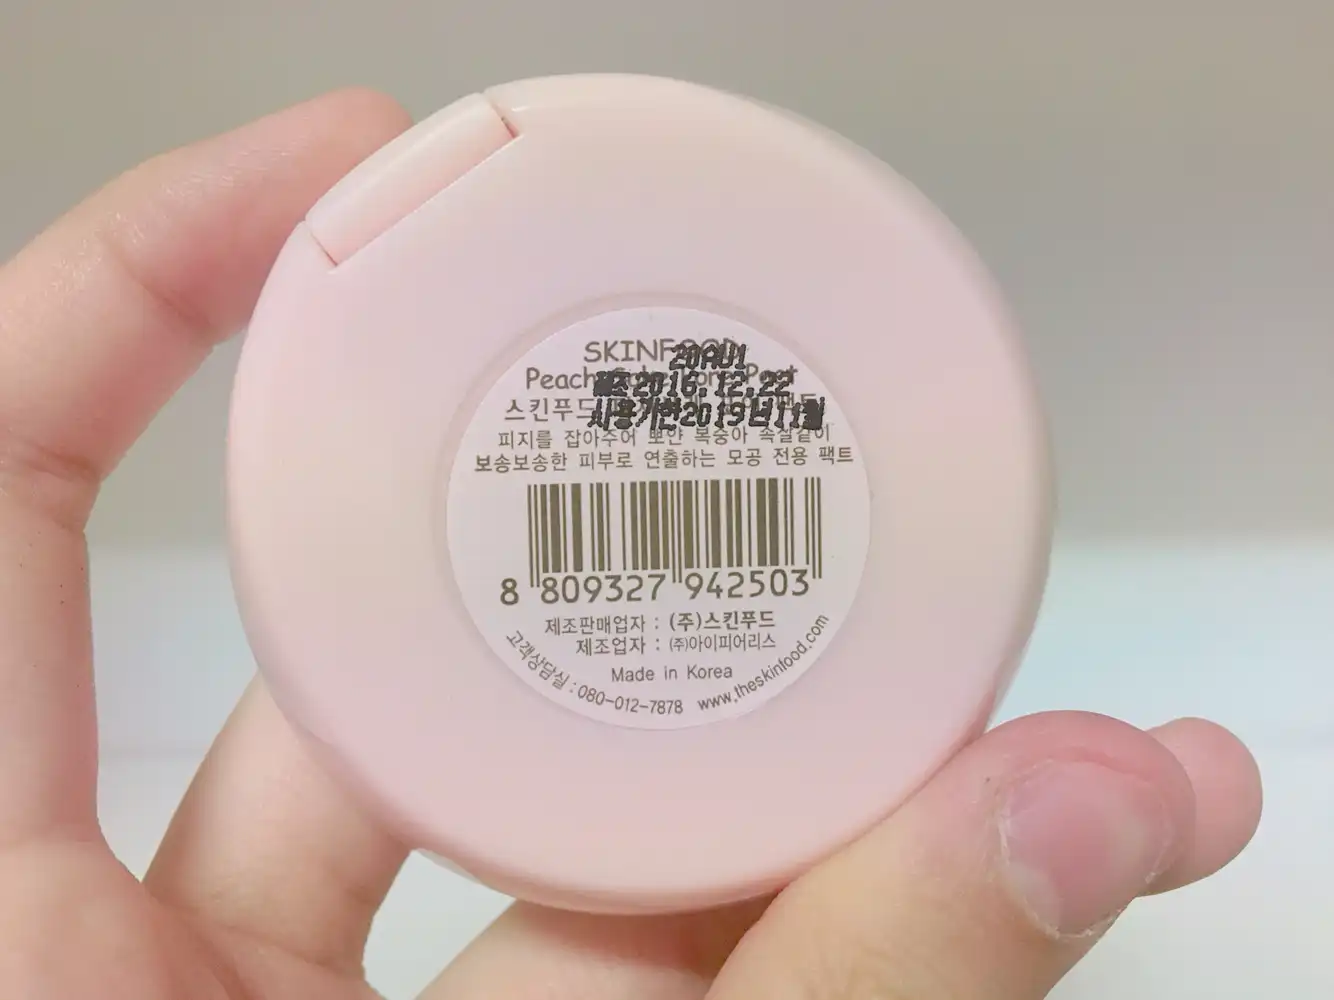 SKINFOOD
20AU1
Peach
제조2016.12.22
스킨푸드
사용기한2019년11월
피지를 잡아주어 뽀얀 복숭아 속살같이
보송보송한 피부로 연출하는 모공 전용 팩트
8 809327 942503
제조판매업자 : (주)스킨푸드
제조업자 : (주)아이피어리스
Made in Korea
고객상담실 : 080-012-7878 www.theskinfood.com